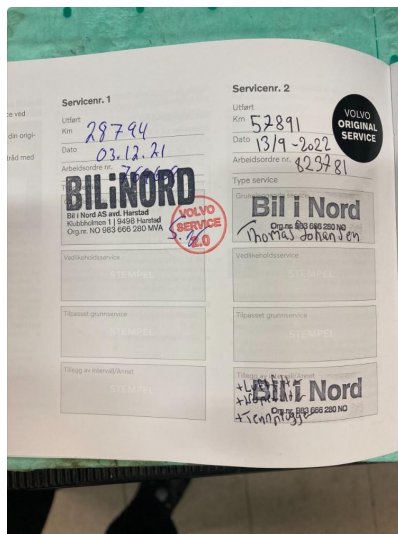 ce ved
din origi-
tråd med
Servicenr. 1
Utført
Km 28794
Dato 03.12.21
Arbeidsordre nr.
BILiNORD
Bil i Nord AS avd. Harstad
Klubbholmen 1 | 9498 Harstad
Org.nr. NO 983 666 280 MVA
VOLVO
SERVICE
2.0
Vedlikeholdsservice
STEMPEL
Tilpasset grunnservice
STEMPEL
Tillegg av intervall/Annet
STEMPEL
Servicenr. 2
Utført
Km 57891
Dato 13/9-2022
Arbeidsordre nr. 823781
Type service
Bil i Nord
Org.nr. 983 666 280 NO
Thomas Johansen
Vedlikeholdsservice
STEMPEL
Tilpasset grunnservice
STEMPEL
Tillegg av intervall/Annet
Bil i Nord
Org.nr. 983 666 280 NO
+Tennplugg
VOLVO
ORIGINAL
SERVICE